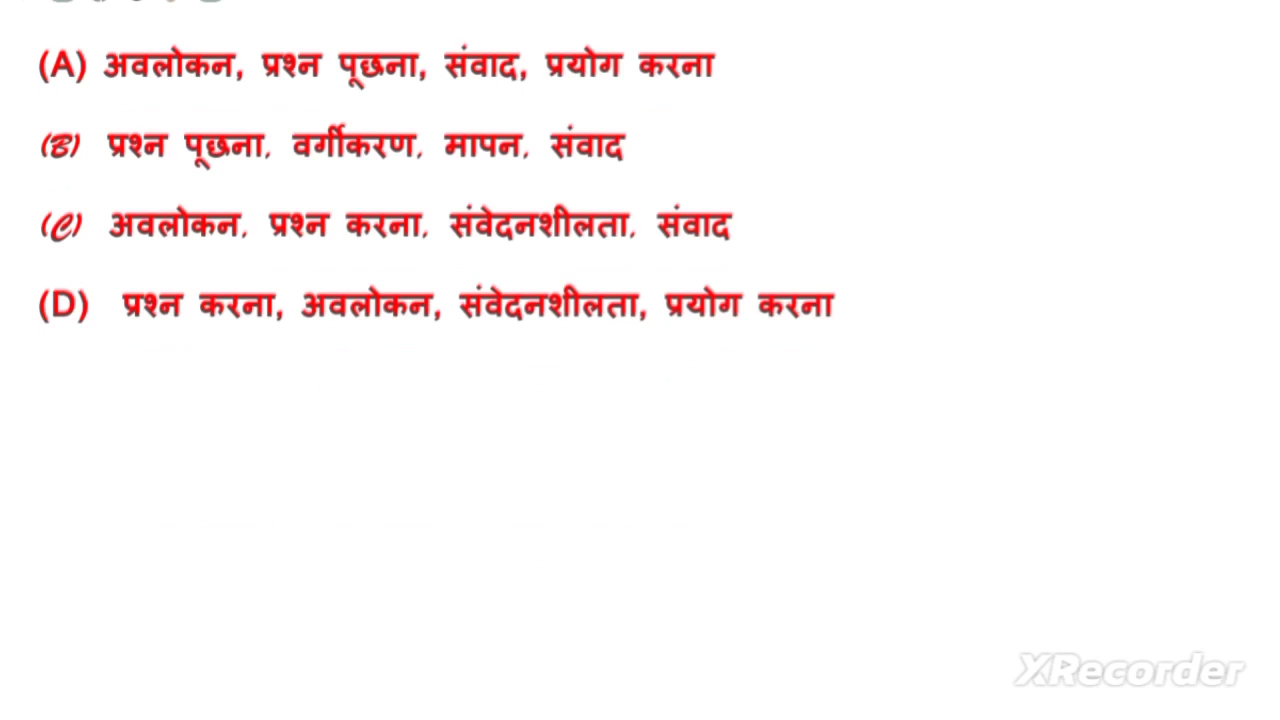 (A) अवलोकन, प्रश्न पूछना, संवाद, प्रयोग करना
(B) प्रश्न पूछना, वर्गीकरण, मापन, संवाद
(C) अवलोकन, प्रश्न करना, संवेदनशीलता, संवाद
(D) प्रश्न करना, अवलोकन, संवेदनशीलता, प्रयोग करना
XRecorder